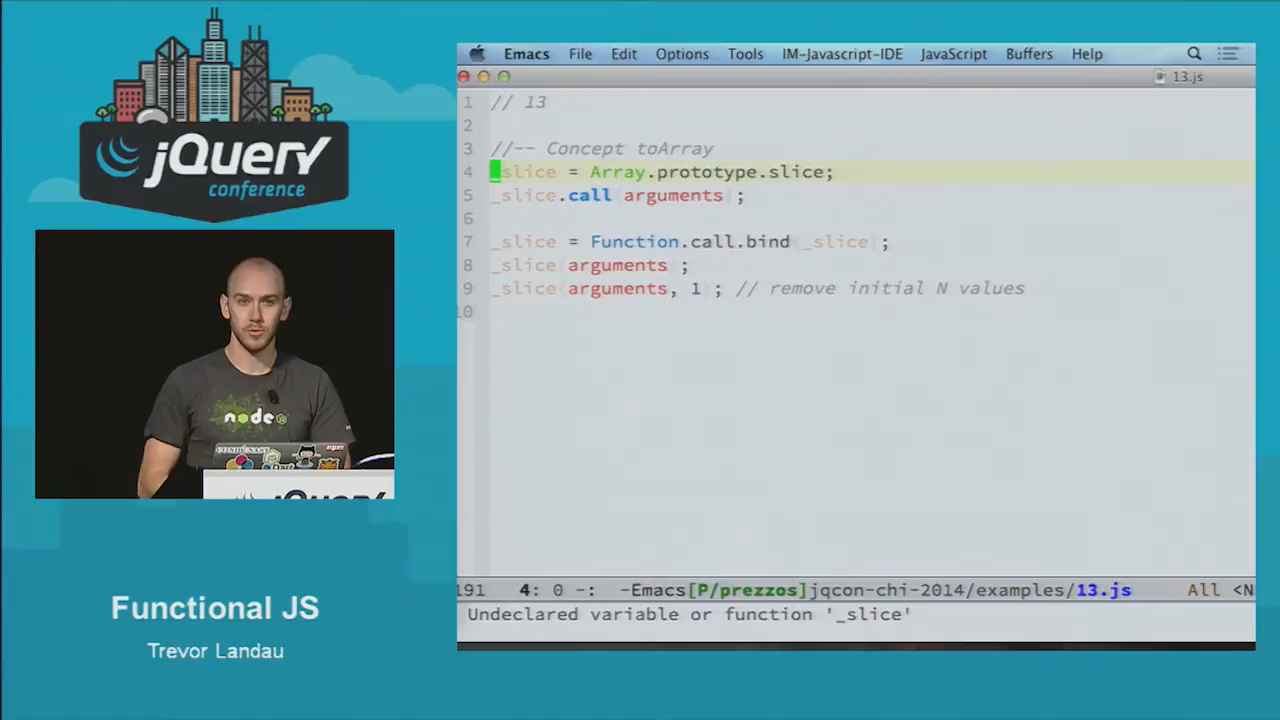 jQuery
conference
node
npm
jQuery
Functional JS
Trevor Landau
Emacs File Edit Options Tools IM-Javascript-IDE JavaScript Buffers Help
13.js
1 // 13
2
3 //-- Concept toArray
4 _slice = Array.prototype.slice;
5 _slice.call(arguments);
6
7 _slice = Function.call.bind(_slice);
8 _slice(arguments);
9 _slice(arguments, 1); // remove initial N values
10
191 4: 0 -: -Emacs[P/prezzos]jqcon-chi-2014/examples/13.js All <N
Undeclared variable or function '_slice'